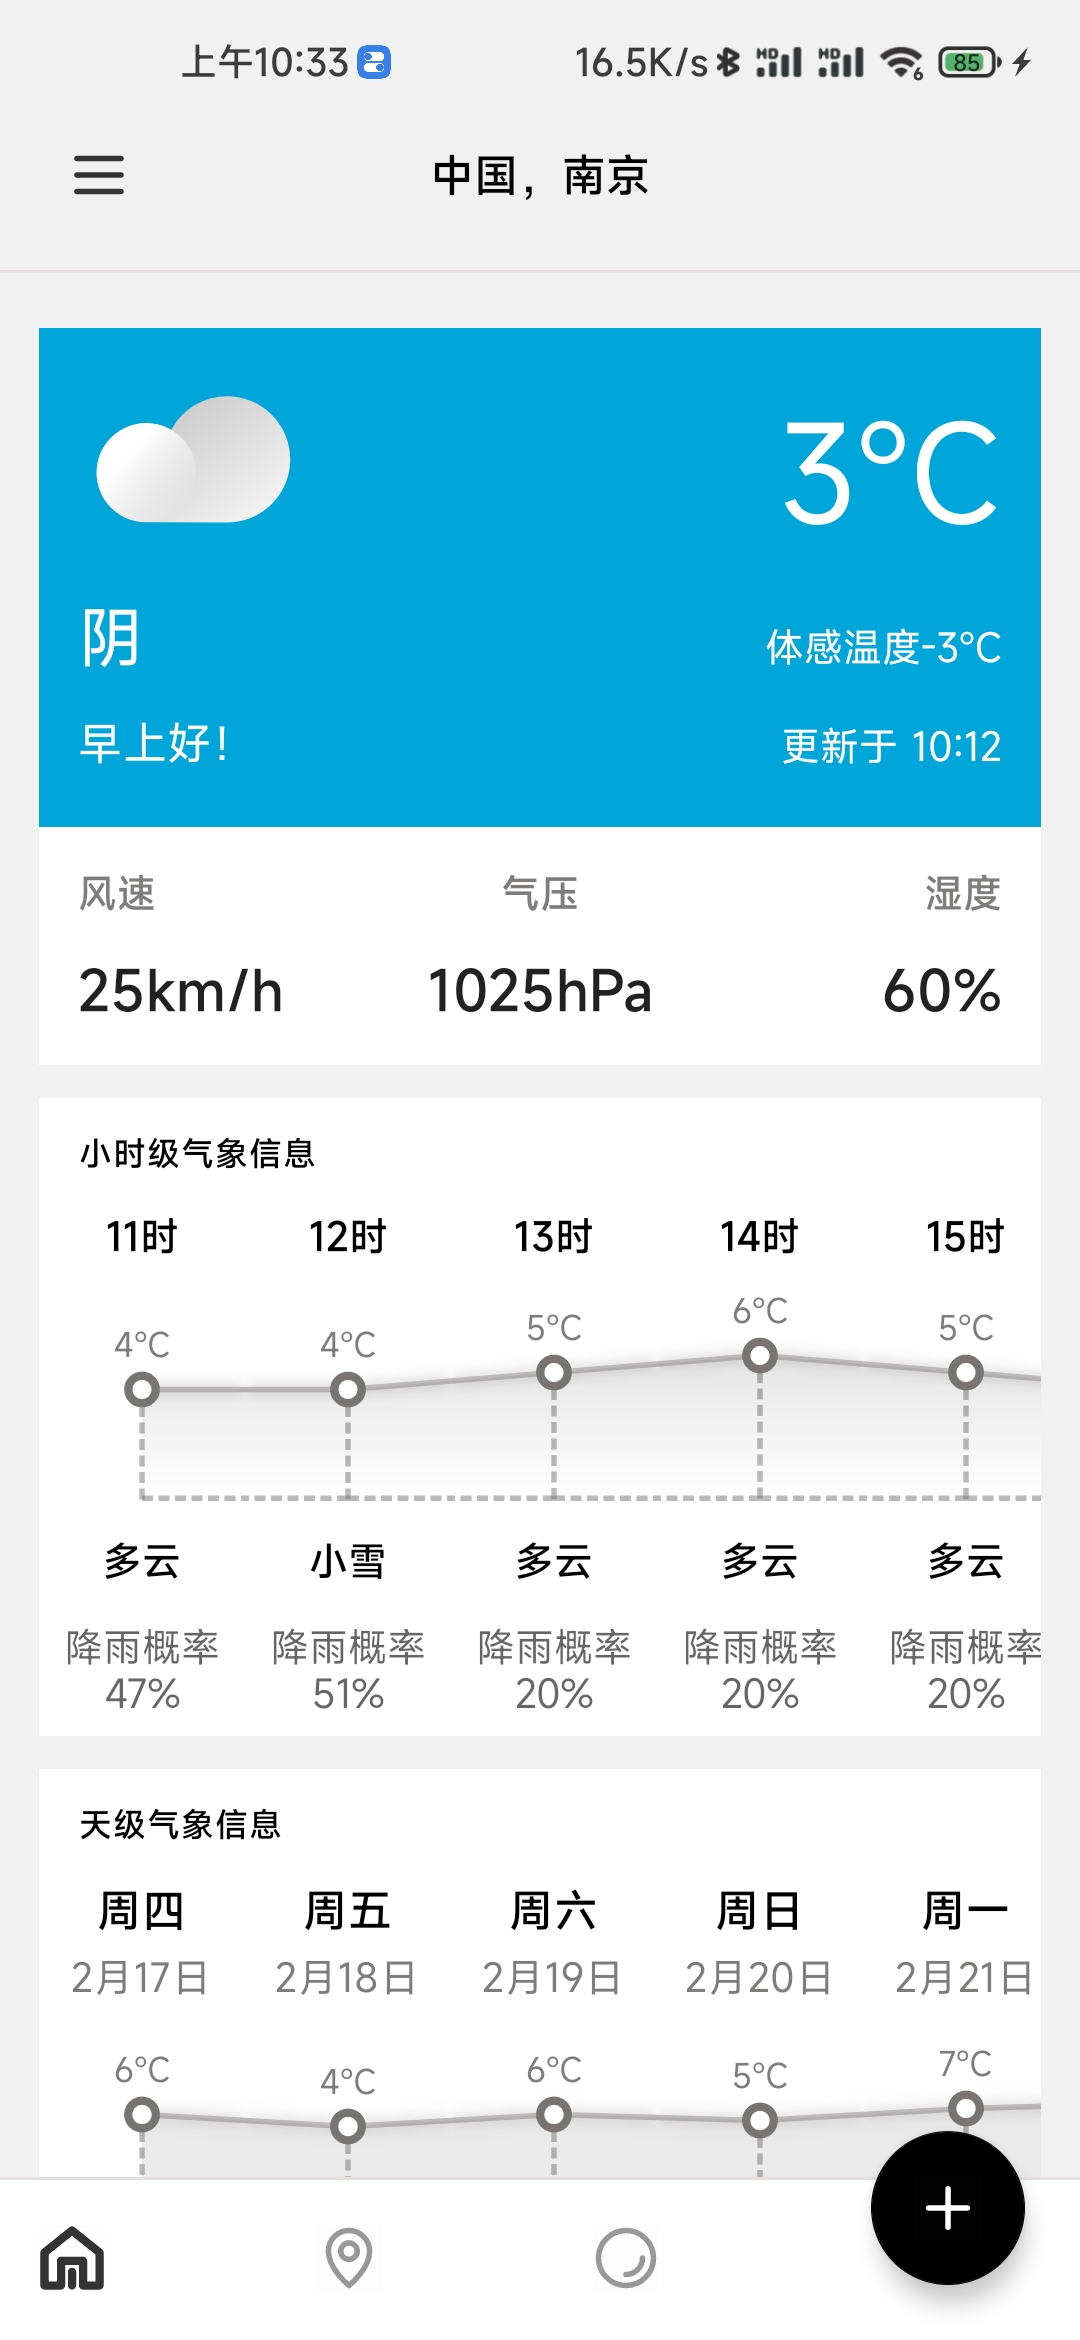 上午10:33 16.5K/s HD HD 6 85
中国，南京
3°C
阴
体感温度-3°C
早上好！
更新于 10:12
风速 气压 湿度
25km/h 1025hPa 60%
小时级气象信息
11时 12时 13时 14时 15时
4°C 4°C 5°C 6°C 5°C
多云 小雪 多云 多云 多云
降雨概率 降雨概率 降雨概率 降雨概率 降雨概率
47% 51% 20% 20% 20%
天级气象信息
周四 周五 周六 周日 周一
2月17日 2月18日 2月19日 2月20日 2月21日
6°C 4°C 6°C 5°C 7°C